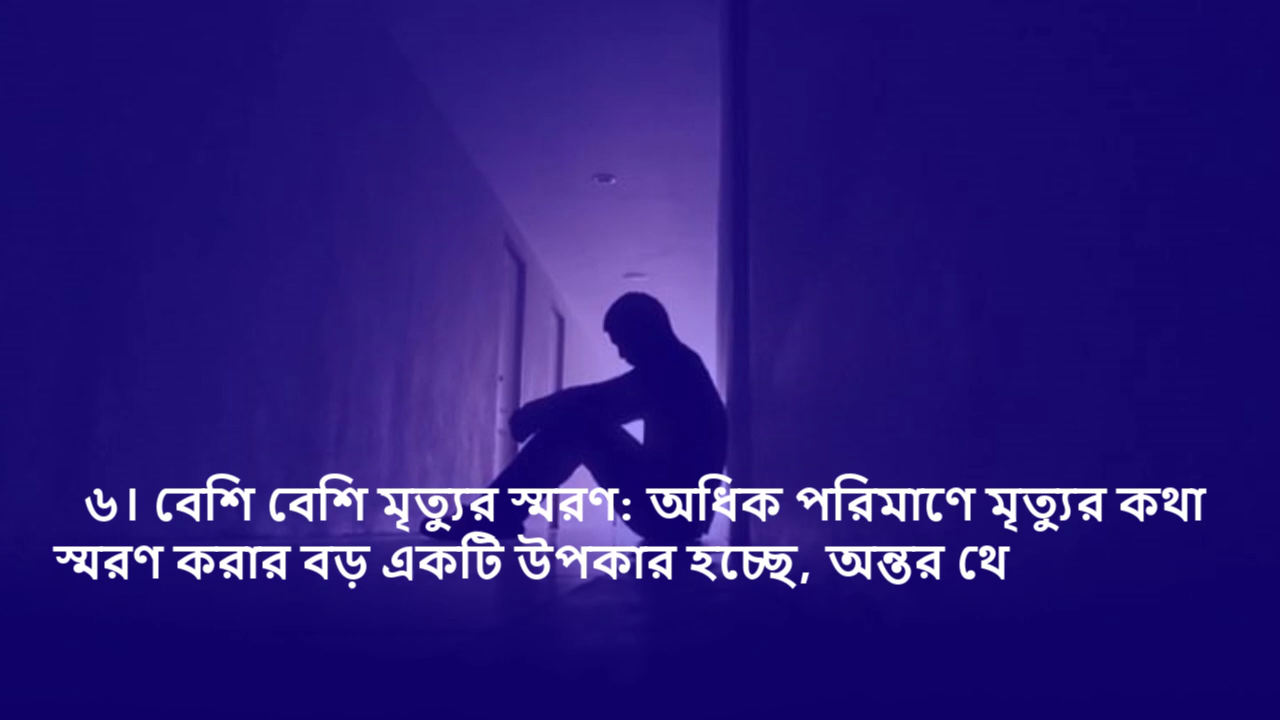 ৬। বেশি বেশি মৃত্যুর স্মরণ: অধিক পরিমাণে মৃত্যুর কথা
স্মরণ করার বড় একটি উপকার হচ্ছে, অন্তর থে